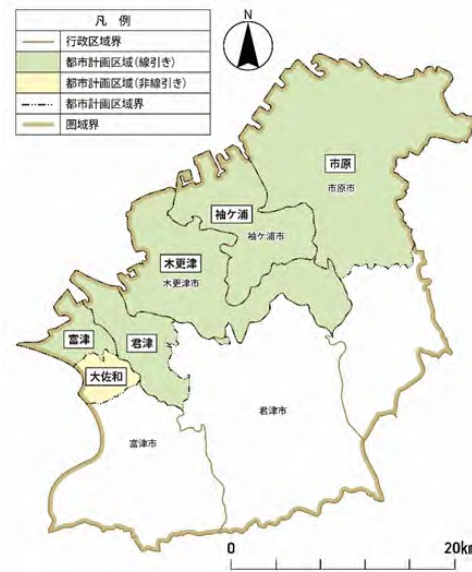 凡 例
行政区域界
都市計画区域(線引き)
都市計画区域(非線引き)
都市計画区域界
圏域界
N
市原
市原市
袖ケ浦
袖ケ浦市
木更津
木更津市
富津
君津
大佐和
君津市
富津市
0
20km